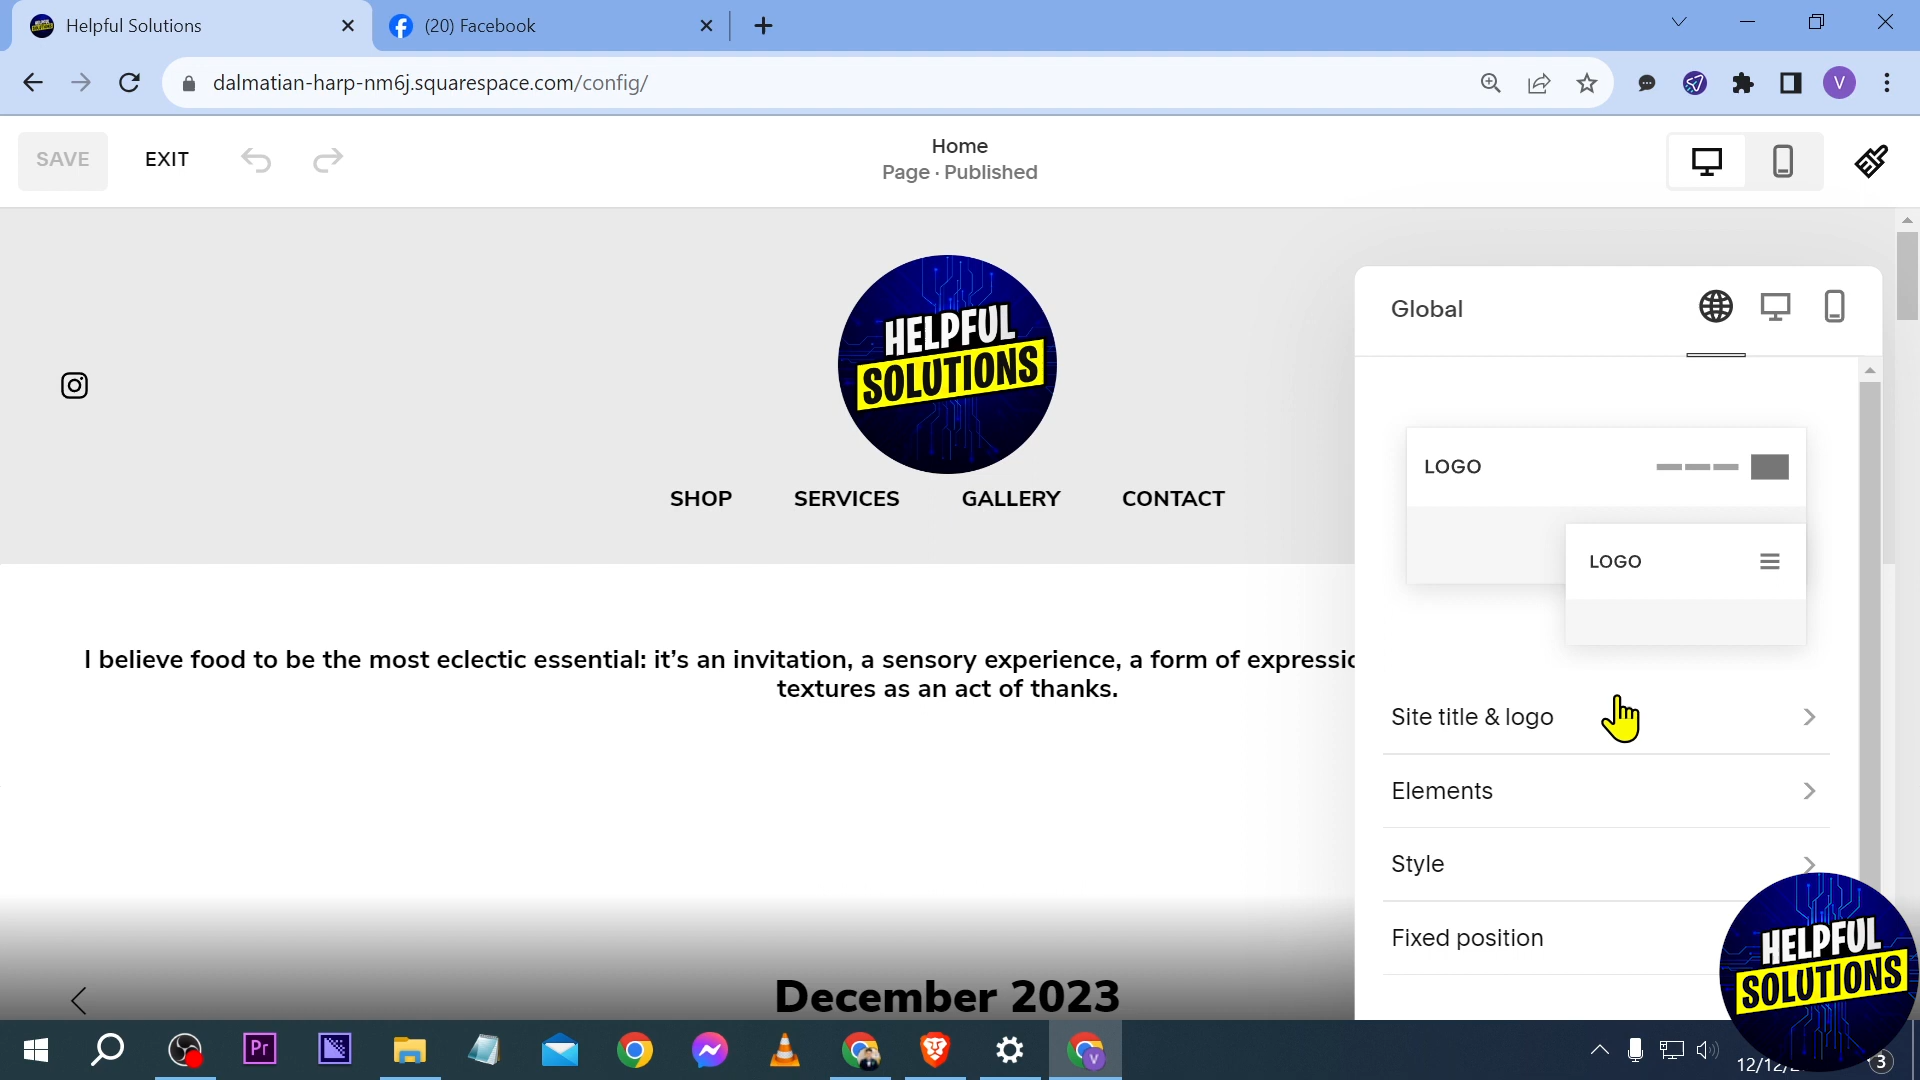 Helpful Solutions
(20) Facebook
dalmatian-harp-nm6j.squarespace.com/config/
V
SAVE
EXIT
Home
Page · Published
HELPFUL
SOLUTIONS
SHOP SERVICES GALLERY CONTACT
Global
LOGO
LOGO
I believe food to be the most eclectic essential: it's an invitation, a sensory experience, a form of
textures as an act of thanks.
Site title & logo
Elements
Style
Fixed position
December 2023
HELPFUL
SOLUTIONS
Pr
V
3